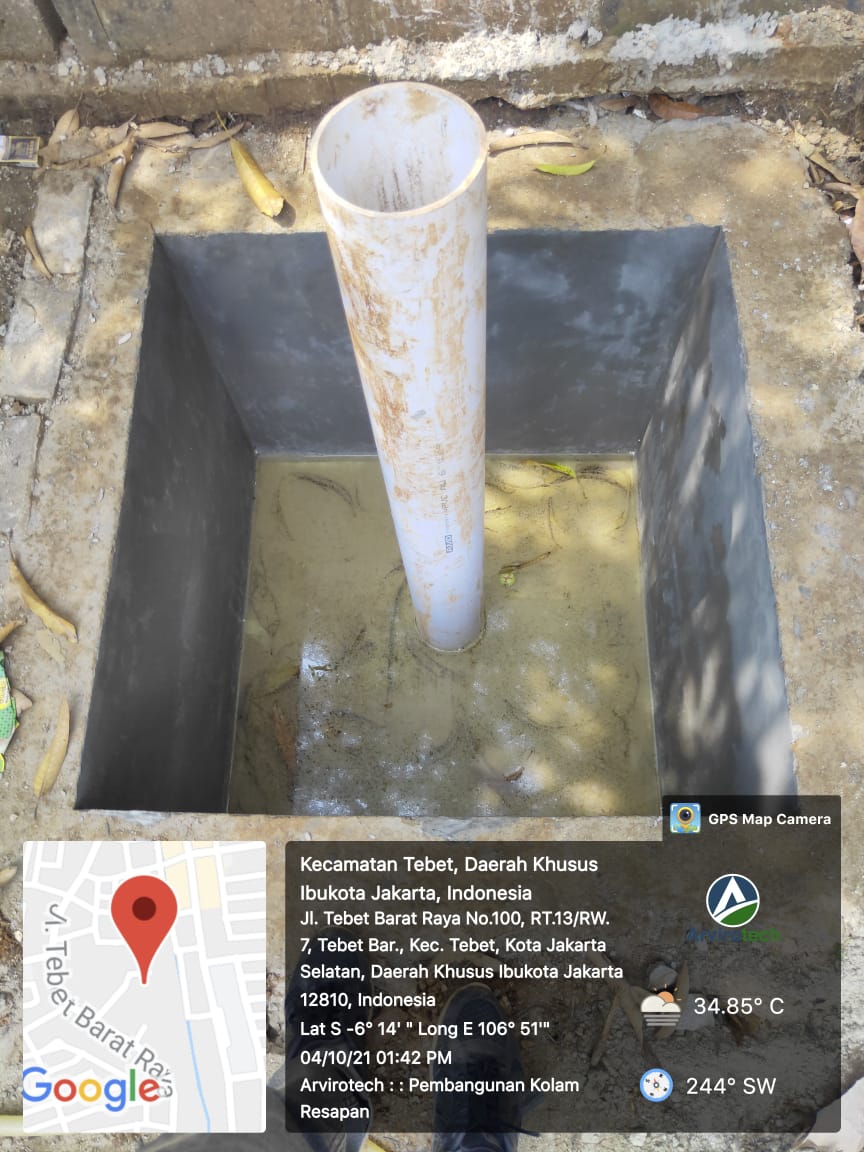 GPS Map Camera
Kecamatan Tebet, Daerah Khusus
Ibukota Jakarta, Indonesia
Jl. Tebet Barat Raya No.100, RT.13/RW.
7, Tebet Bar., Kec. Tebet, Kota Jakarta
Selatan, Daerah Khusus Ibukota Jakarta
12810, Indonesia
Lat S -6° 14' " Long E 106° 51'"
04/10/21 01:42 PM
Arvirotech : : Pembangunan Kolam
Resapan
Arvirotech
34.85° C
244° SW
Jl. Tebet Barat Raya
Google